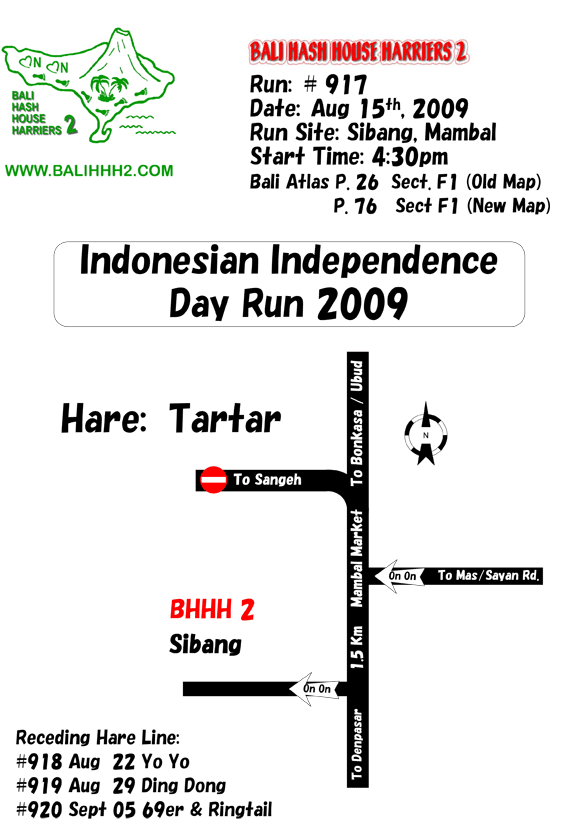 ON ON
BALI
HASH
HOUSE
HARRIERS 2
WWW.BALIHHH2.COM
BALI HASH HOUSE HARRIERS 2
Run: # 917
Date: Aug 15th, 2009
Run Site: Sibang, Mambal
Start Time: 4:30pm
Bali Atlas P. 26 Sect. F1 (Old Map)
P. 76 Sect F1 (New Map)
Indonesian Independence
Day Run 2009
Hare: Tartar
To Bonkasa / Ubud
N
To Sangeh
Mambal Market
On On
To Mas/Sayan Rd.
BHHH 2
Sibang
1.5 Km
On On
To Denpasar
Receding Hare Line:
#918 Aug 22 Yo Yo
#919 Aug 29 Ding Dong
#920 Sept 05 69er & Ringtail